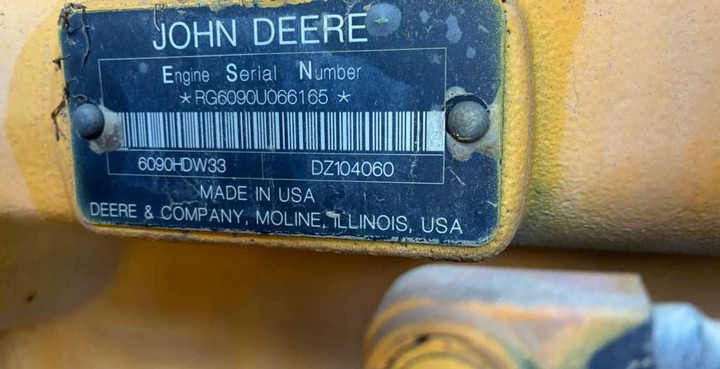 JOHN DEERE
Engine Serial Number
*RG6090U066165*
6090HDW33 DZ104060
MADE IN USA
DEERE & COMPANY, MOLINE, ILLINOIS, USA